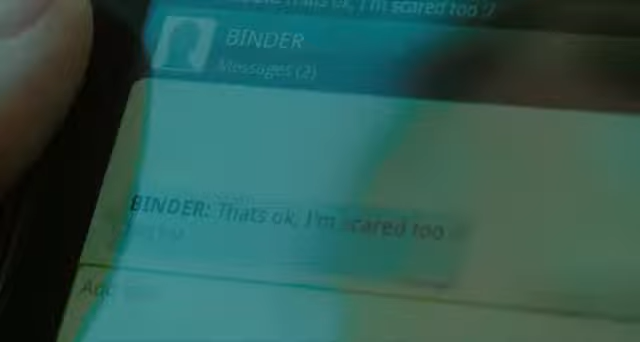 Thats ok, I'm scared too
BINDER
Messages (2)
BINDER: Thats ok, I'm scared too